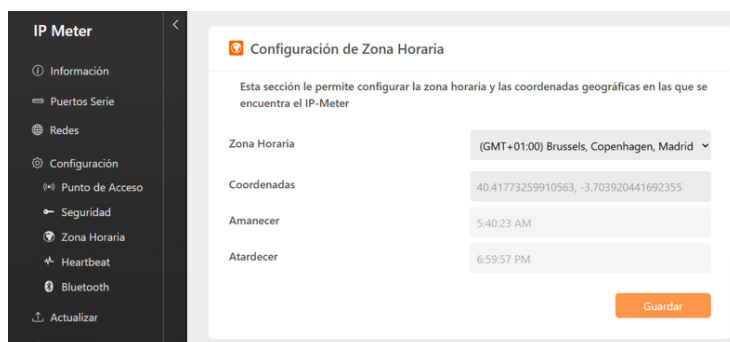 IP Meter
Información
Puertos Serie
Redes
Configuración
Punto de Acceso
Seguridad
Zona Horaria
Heartbeat
Bluetooth
Actualizar
Configuración de Zona Horaria
Esta sección le permite configurar la zona horaria y las coordenadas geográficas en las que se
encuentra el IP-Meter
Zona Horaria
(GMT+01:00) Brussels, Copenhagen, Madrid
Coordenadas
40.41773259910563, -3.703920441692355
Amanecer
5:40:23 AM
Atardecer
6:59:57 PM
Guardar